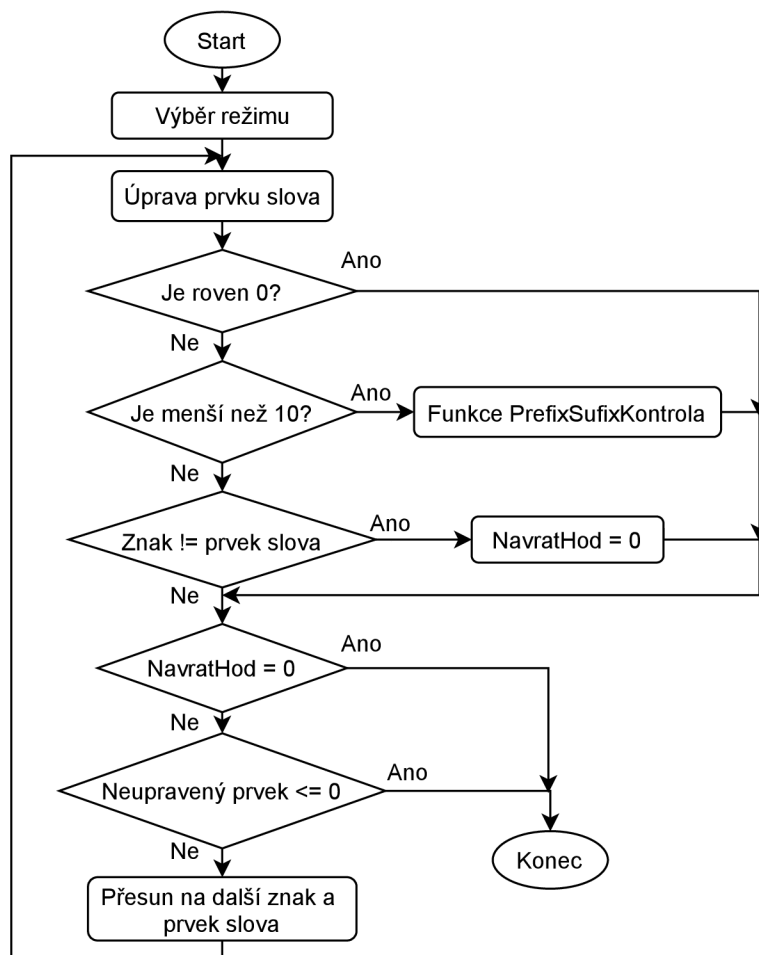 Start
Výběr režimu
Úprava prvku slova
Ano
Je roven 0?
Ne
Ano
Je menší než 10?
Funkce PrefixSufixKontrola
Ne
Ano
Znak != prvek slova
NavratHod = 0
Ne
Ano
NavratHod = 0
Ne
Ano
Neupravený prvek <= 0
Ne
Konec
Přesun na další znak a
prvek slova